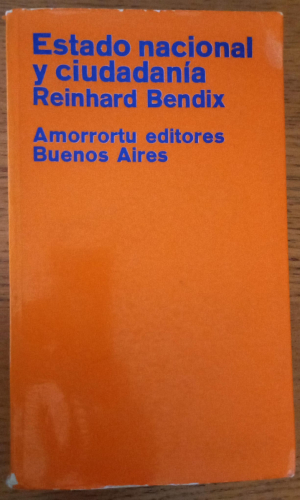 Estado nacional
y ciudadanía
Reinhard Bendix
Amorrortu editores
Buenos Aires